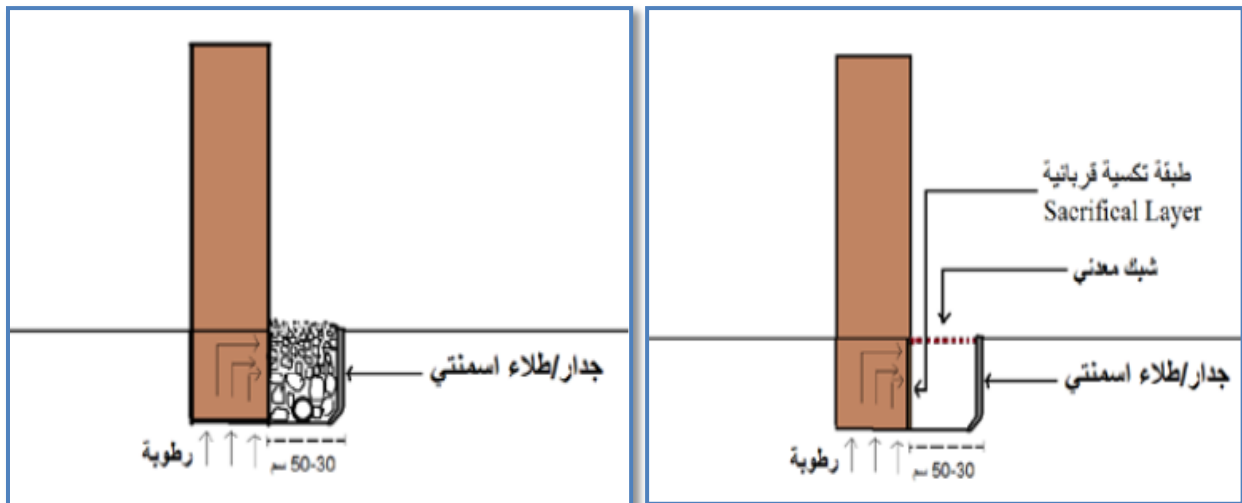 جدار/طلاء اسمنتي
رطوبة
50-30 سم
طبقة تكسية قربانية
Sacrifical Layer
شبك معدني
جدار/طلاء اسمنتي
رطوبة
50-30 سم